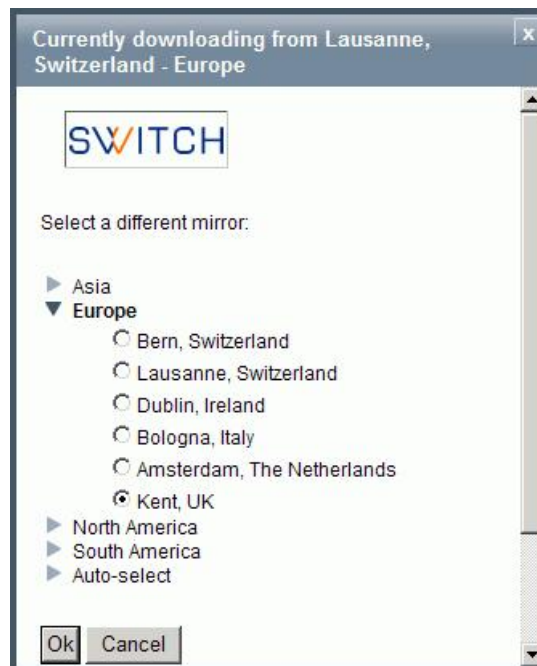 Currently downloading from Lausanne,
Switzerland - Europe
x
SWITCH
Select a different mirror:
Asia
Europe
Bern, Switzerland
Lausanne, Switzerland
Dublin, Ireland
Bologna, Italy
Amsterdam, The Netherlands
Kent, UK
North America
South America
Auto-select
Ok Cancel